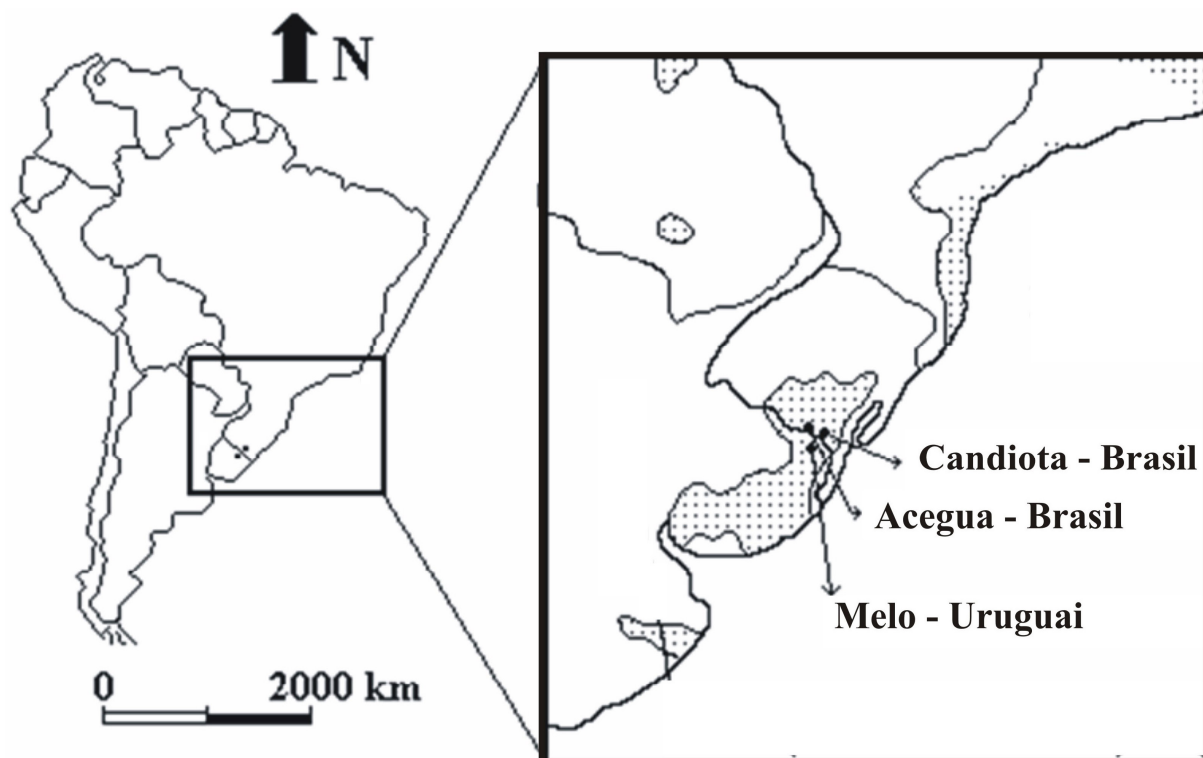 N
0 2000 km
Candiota - Brasil
Acegua - Brasil
Melo - Uruguai